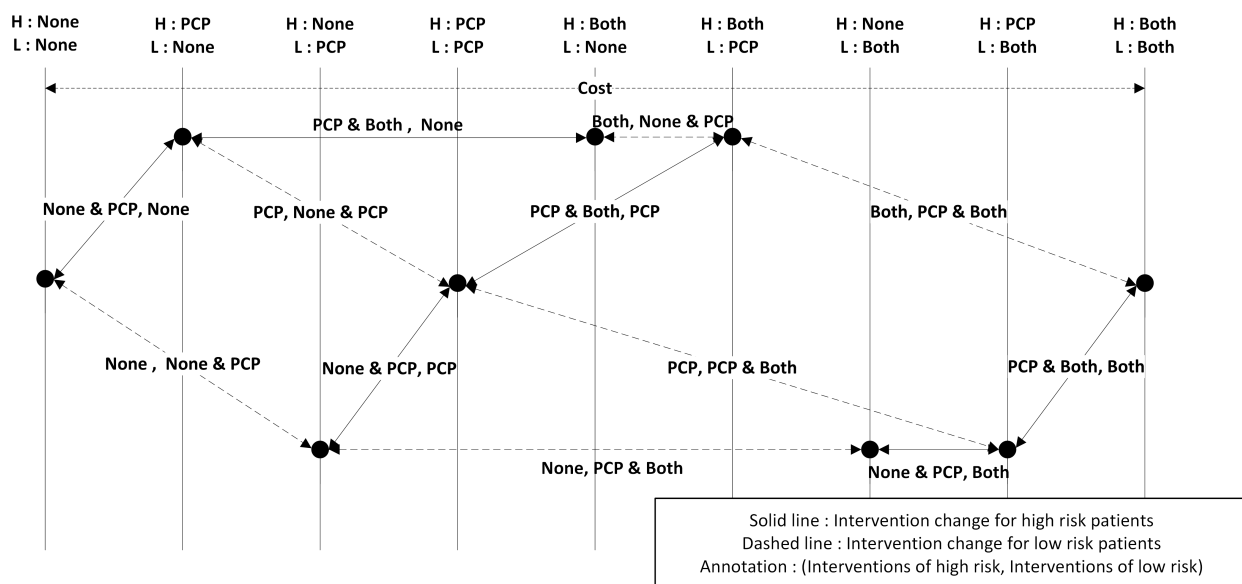 H : None
L : None
H : PCP
L : None
H : None
L : PCP
H : PCP
L : PCP
H : Both
L : None
H : Both
L : PCP
H : None
L : Both
H : PCP
L : Both
H : Both
L : Both
Cost
PCP & Both , None
Both, None & PCP
None & PCP, None
PCP, None & PCP
PCP & Both, PCP
Both, PCP & Both
None , None & PCP
None & PCP, PCP
PCP, PCP & Both
PCP & Both, Both
None, PCP & Both
None & PCP, Both
Solid line : Intervention change for high risk patients
Dashed line : Intervention change for low risk patients
Annotation : (Interventions of high risk, Interventions of low risk)